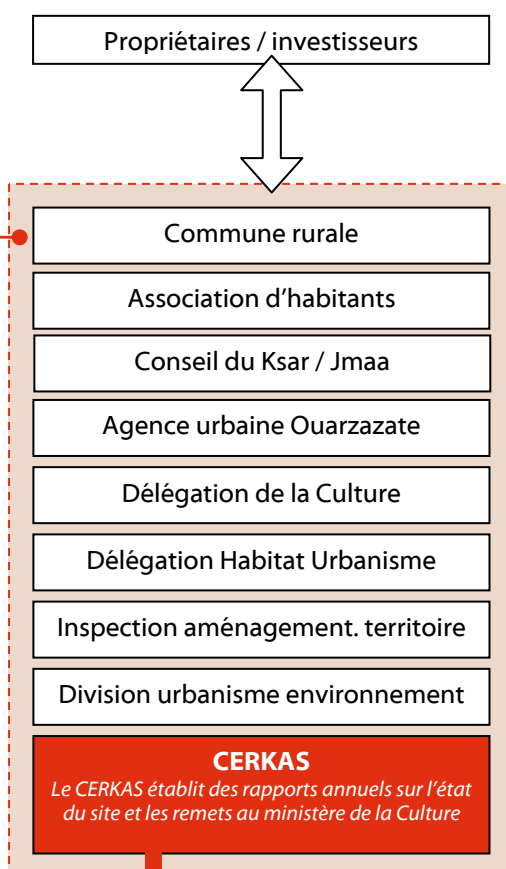 Propriétaires / investisseurs
Commune rurale
Association d’habitants
Conseil du Ksar / Jmaa
Agence urbaine Ouarzazate
Délégation de la Culture
Délégation Habitat Urbanisme
Inspection aménagement. territoire
Division urbanisme environnement
CERKAS
Le CERKAS établit des rapports annuels sur l’état
du site et les remets au ministère de la Culture